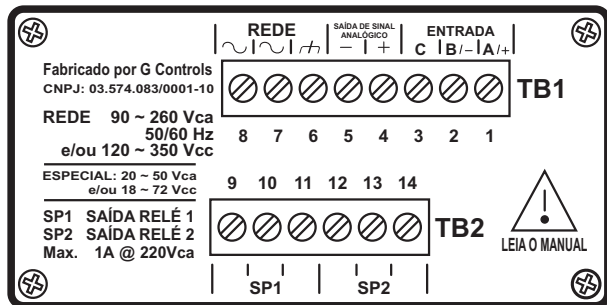 REDE
SAÍDA DE SINAL
ANALÓGICO
ENTRADA
− + C B/− A/+
Fabricado por G Controls
CNPJ: 03.574.083/0001-10
TB1
REDE 90 ~ 260 Vca
50/60 Hz
e/ou 120 ~ 350 Vcc
8 7 6 5 4 3 2 1
ESPECIAL: 20 ~ 50 Vca
e/ou 18 ~ 72 Vcc
9 10 11 12 13 14
SP1 SAÍDA RELÉ 1
SP2 SAÍDA RELÉ 2
Max. 1A @ 220Vca
TB2
!
LEIA O MANUAL
SP1 SP2